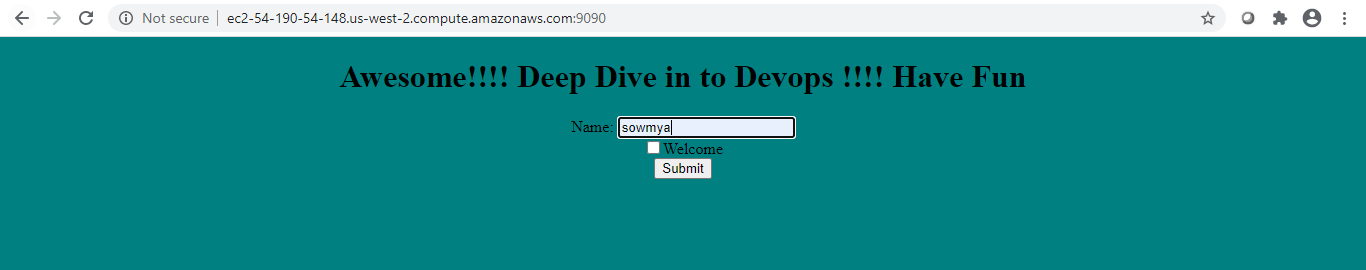 Not secure ec2-54-190-54-148.us-west-2.compute.amazonaws.com:9090
Awesome!!!! Deep Dive in to Devops !!!! Have Fun
Name: sowmya
Welcome
Submit